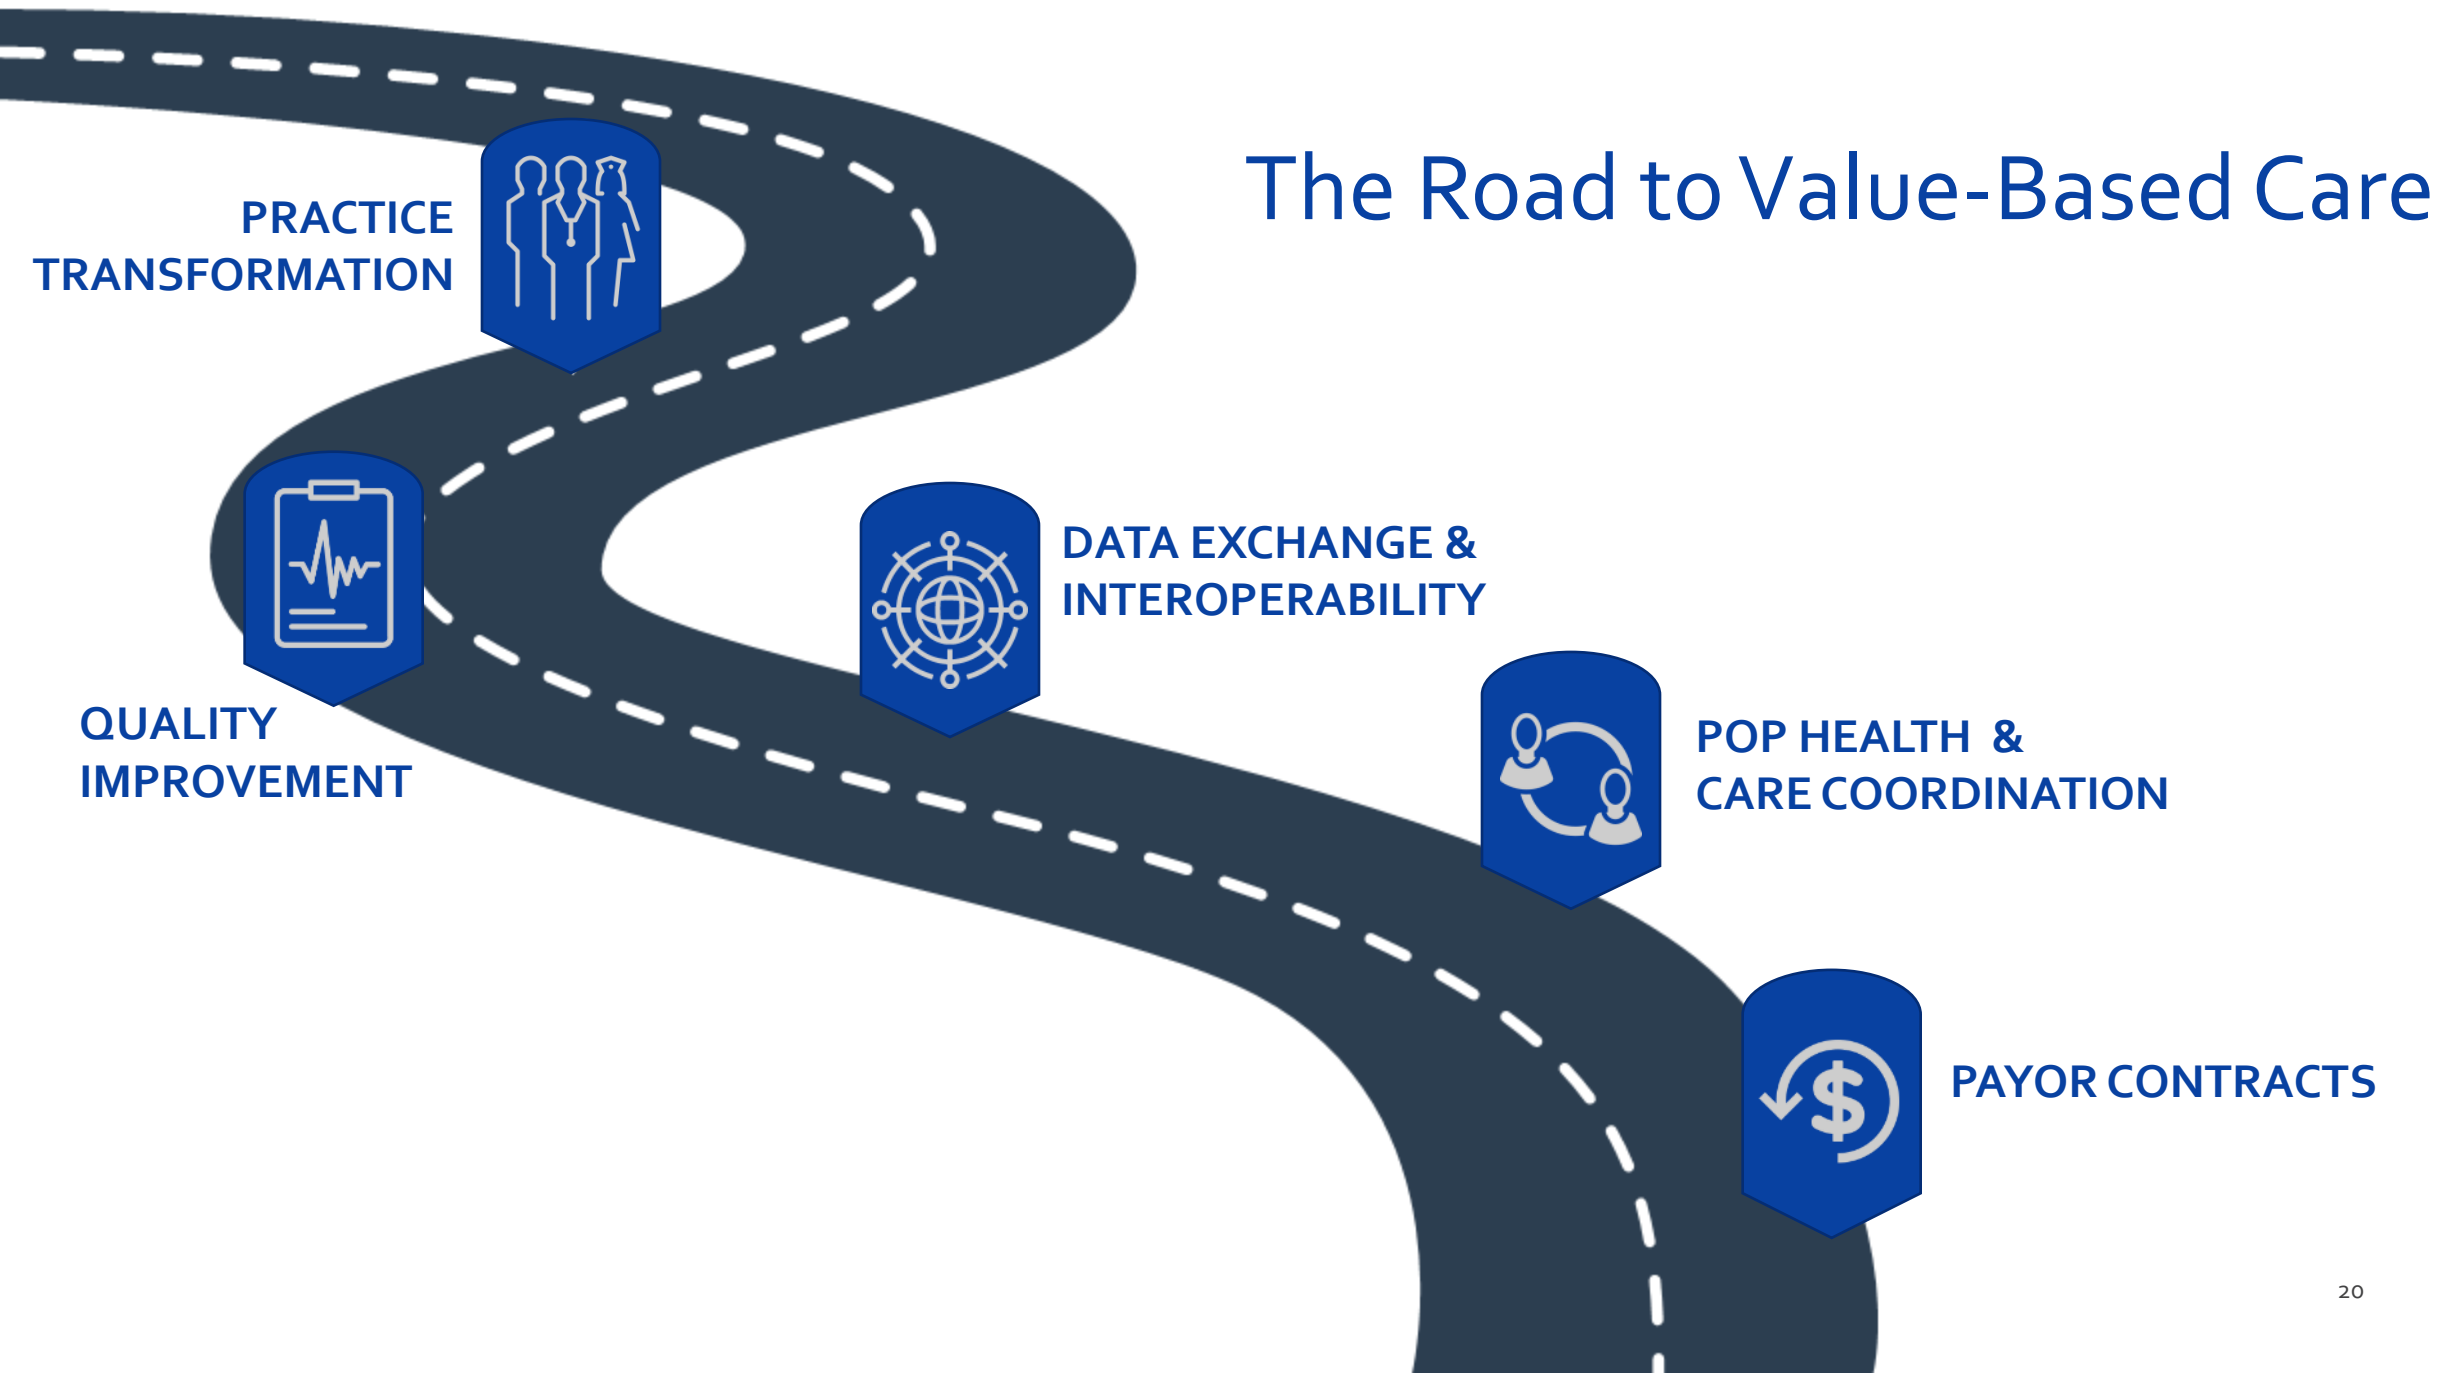 The Road to Value-Based Care
PRACTICE
TRANSFORMATION
QUALITY
IMPROVEMENT
DATA EXCHANGE &
INTEROPERABILITY
POP HEALTH &
CARE COORDINATION
$
PAYOR CONTRACTS
20